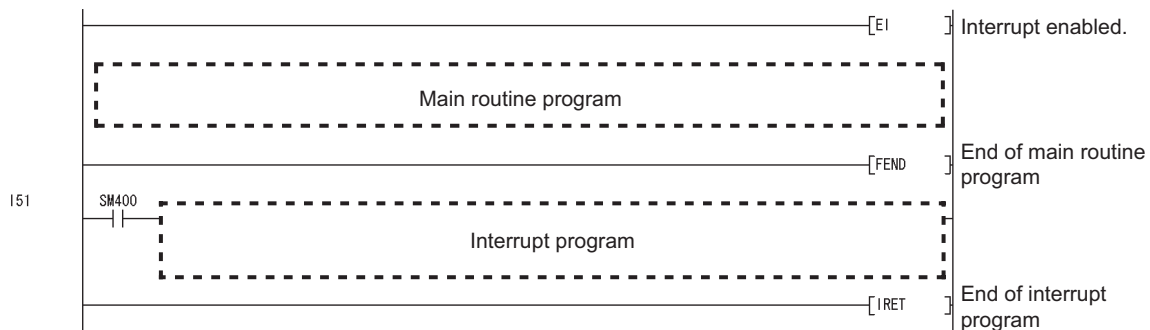 [EI ] Interrupt enabled.
Main routine program
[FEND ] End of main routine
program
I51 SM400
Interrupt program
[IRET ] End of interrupt
program